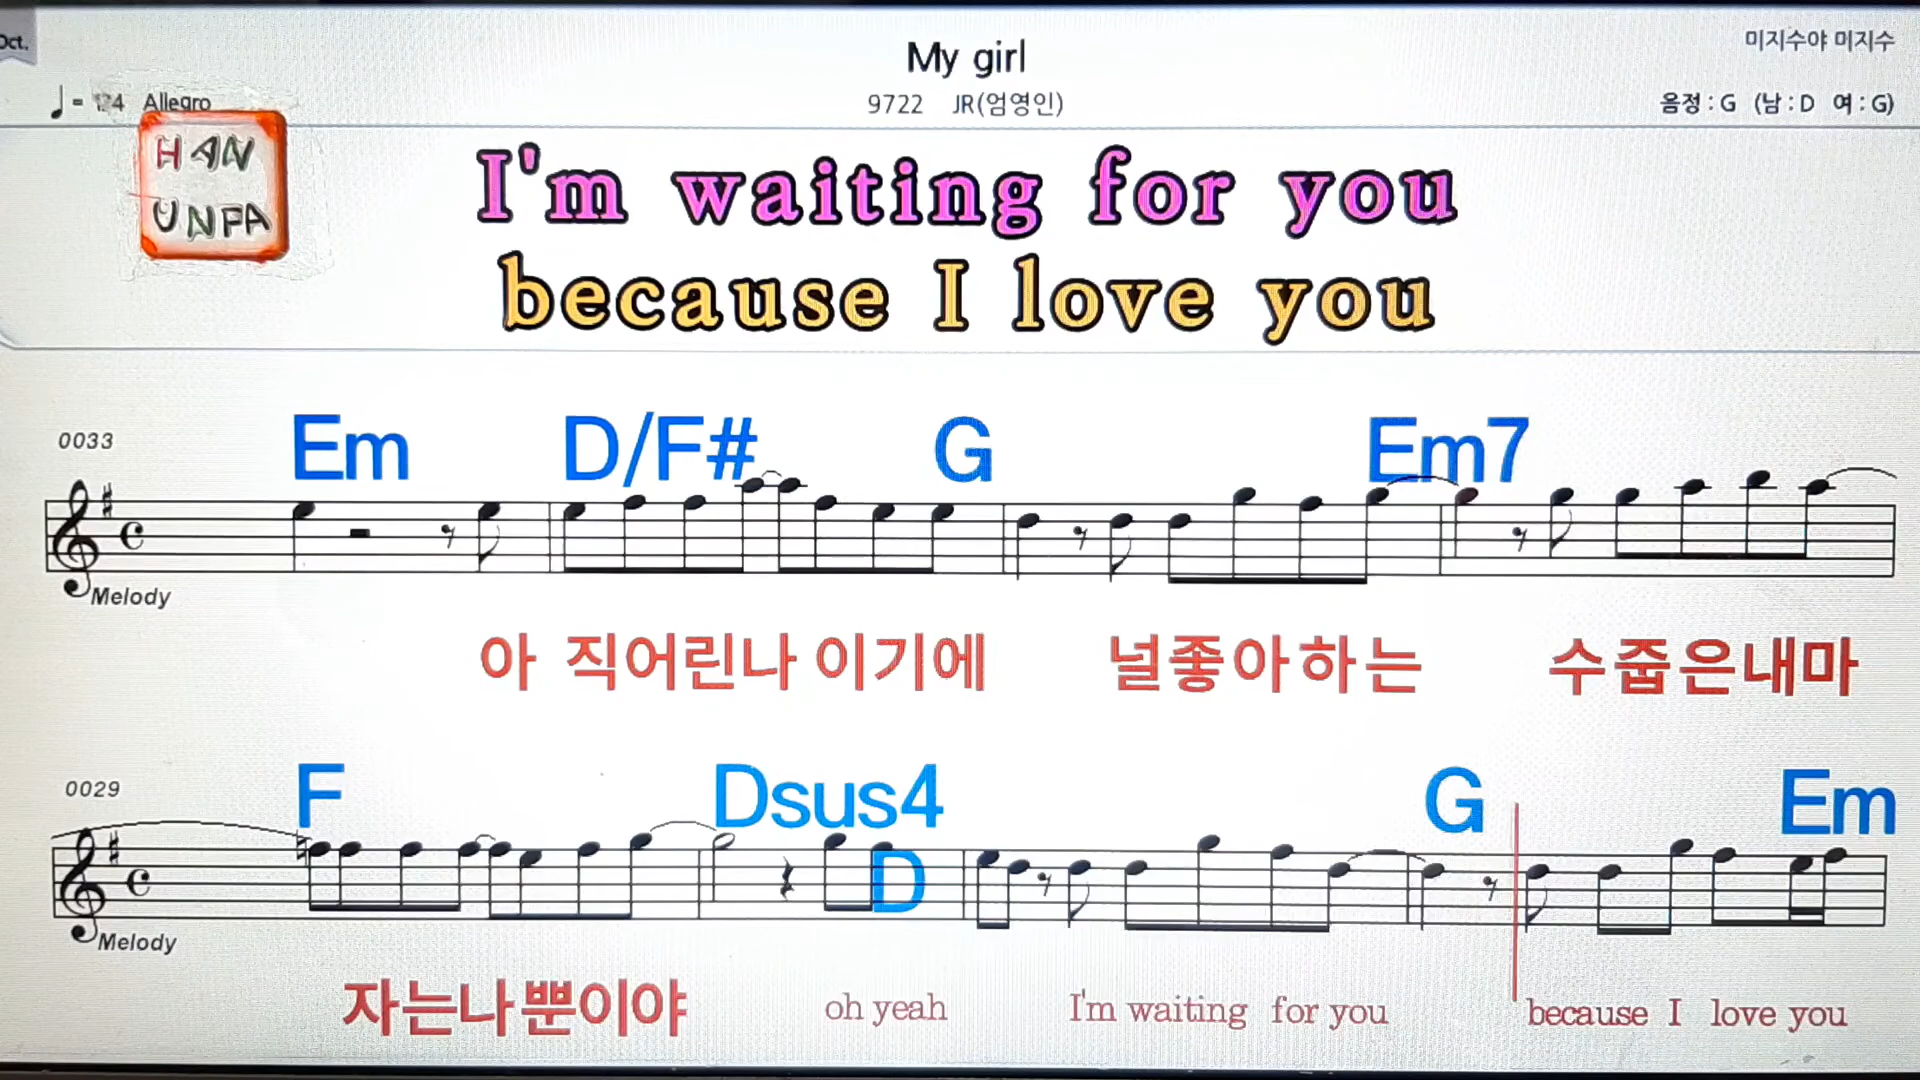 Oct.
My girl
미지수야 미지수
Allegro
9722 JR(엄영인)
음정 : G (남 : D 여 : G)
HAN
UNFA
I'm waiting for you
because I love you
0033
Em D/F# G Em7
Melody
아 직어린나 이기에 널좋아하는 수줍은내마
0029
F Dsus4 G Em
D
Melody
자는나뿐이야 oh yeah I'm waiting for you because I love you